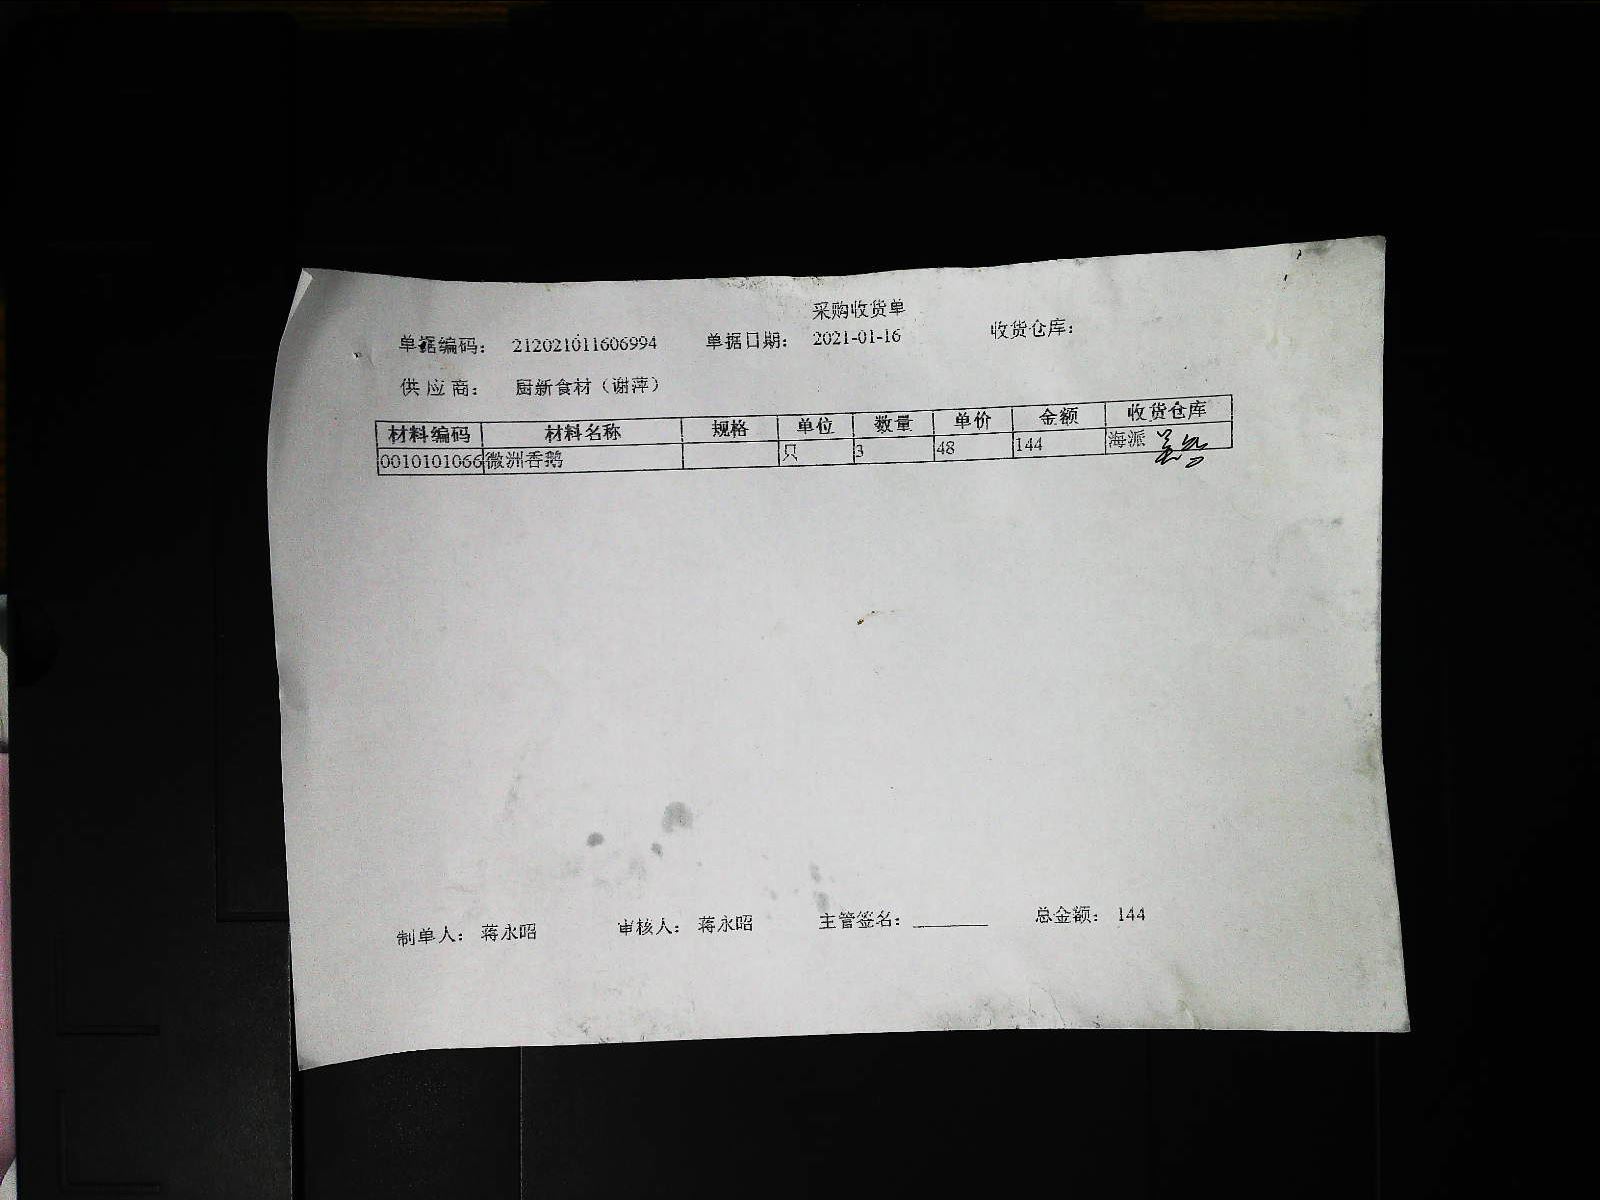 采购收货单
单据编码： 212021011606994 单据日期： 2021-01-16 收货仓库：
供 应 商： 厨新食材（谢萍）
材料编码 材料名称 规格 单位 数量 单价 金额 收货仓库
0010101066 微洲香鹅 只 3 48 144 海派
制单人： 蒋永昭 审核人： 蒋永昭 主管签名： 总金额： 144